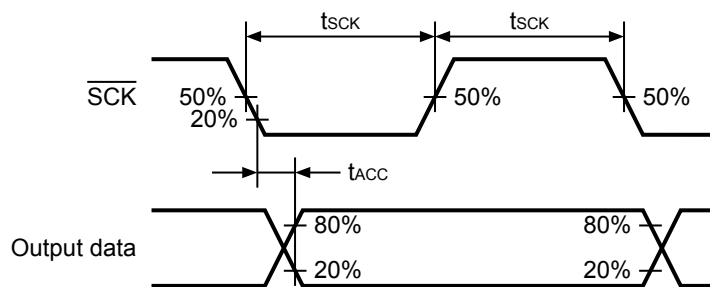 tSCK tSCK
SCK 50% 50% 50%
20%
tACC
Output data 80% 80%
20% 20%